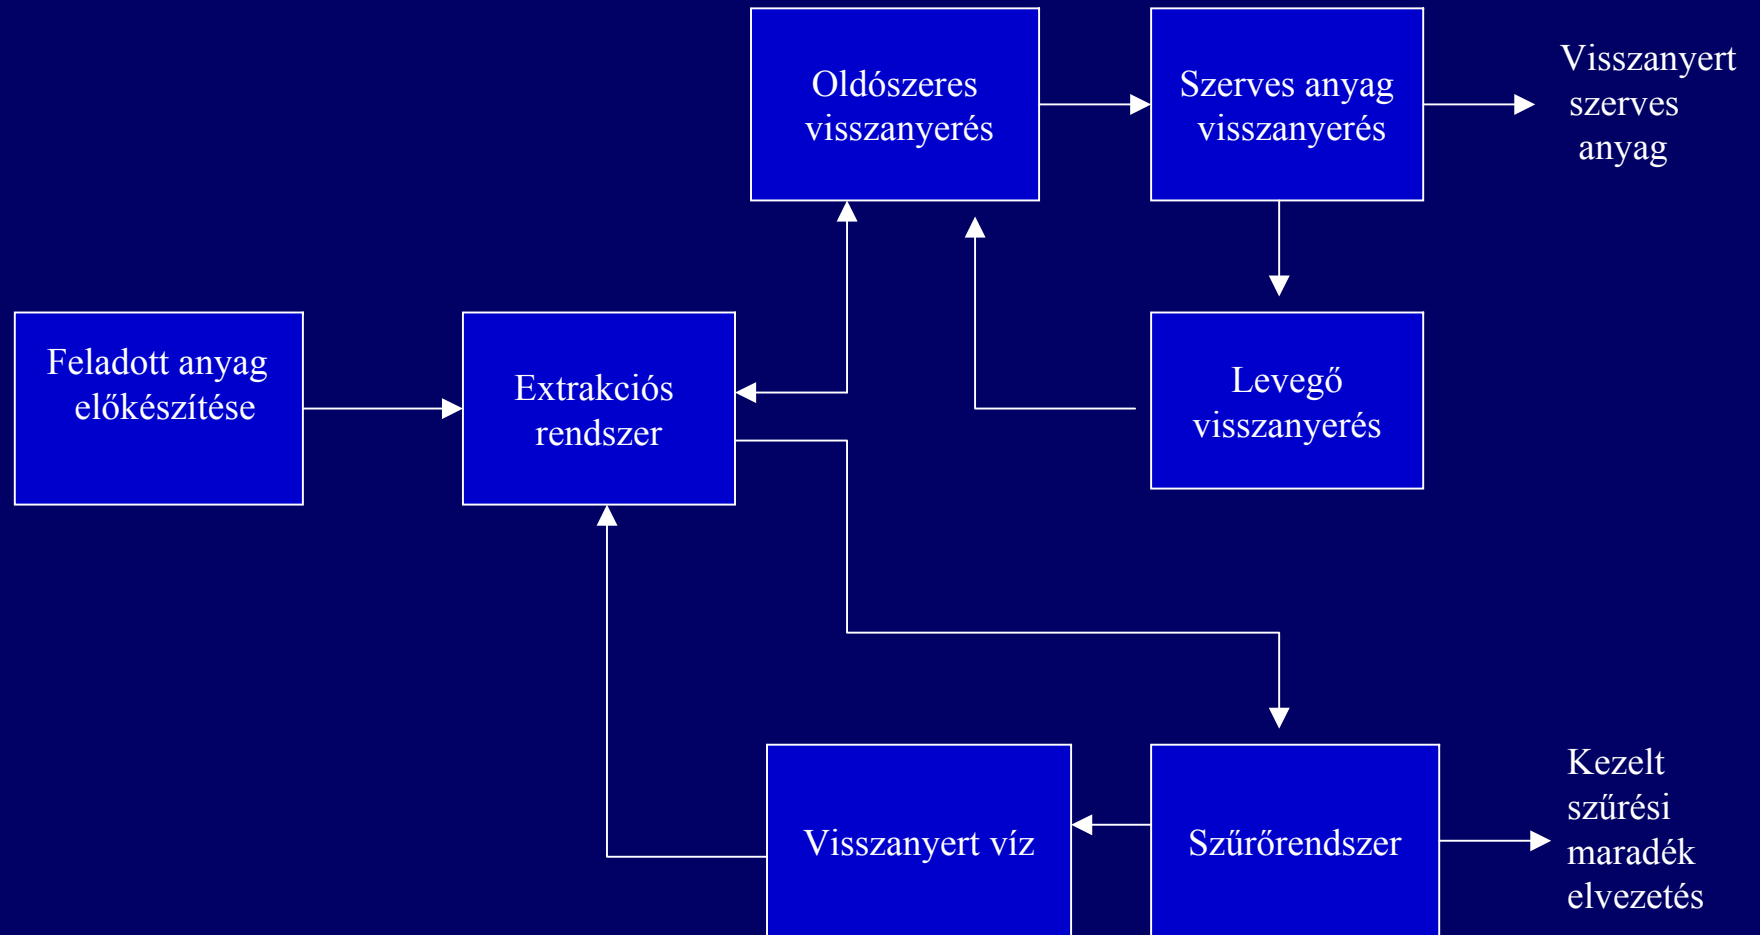 Oldószeres
visszanyerés
Szerves anyag
visszanyerés
Visszanyert
szerves
anyag
Feladott anyag
előkészítése
Extrakciós
rendszer
Levegő
visszanyerés
Visszanyert víz
Szűrőrendszer
Kezelt
szűrési
maradék
elvezetés